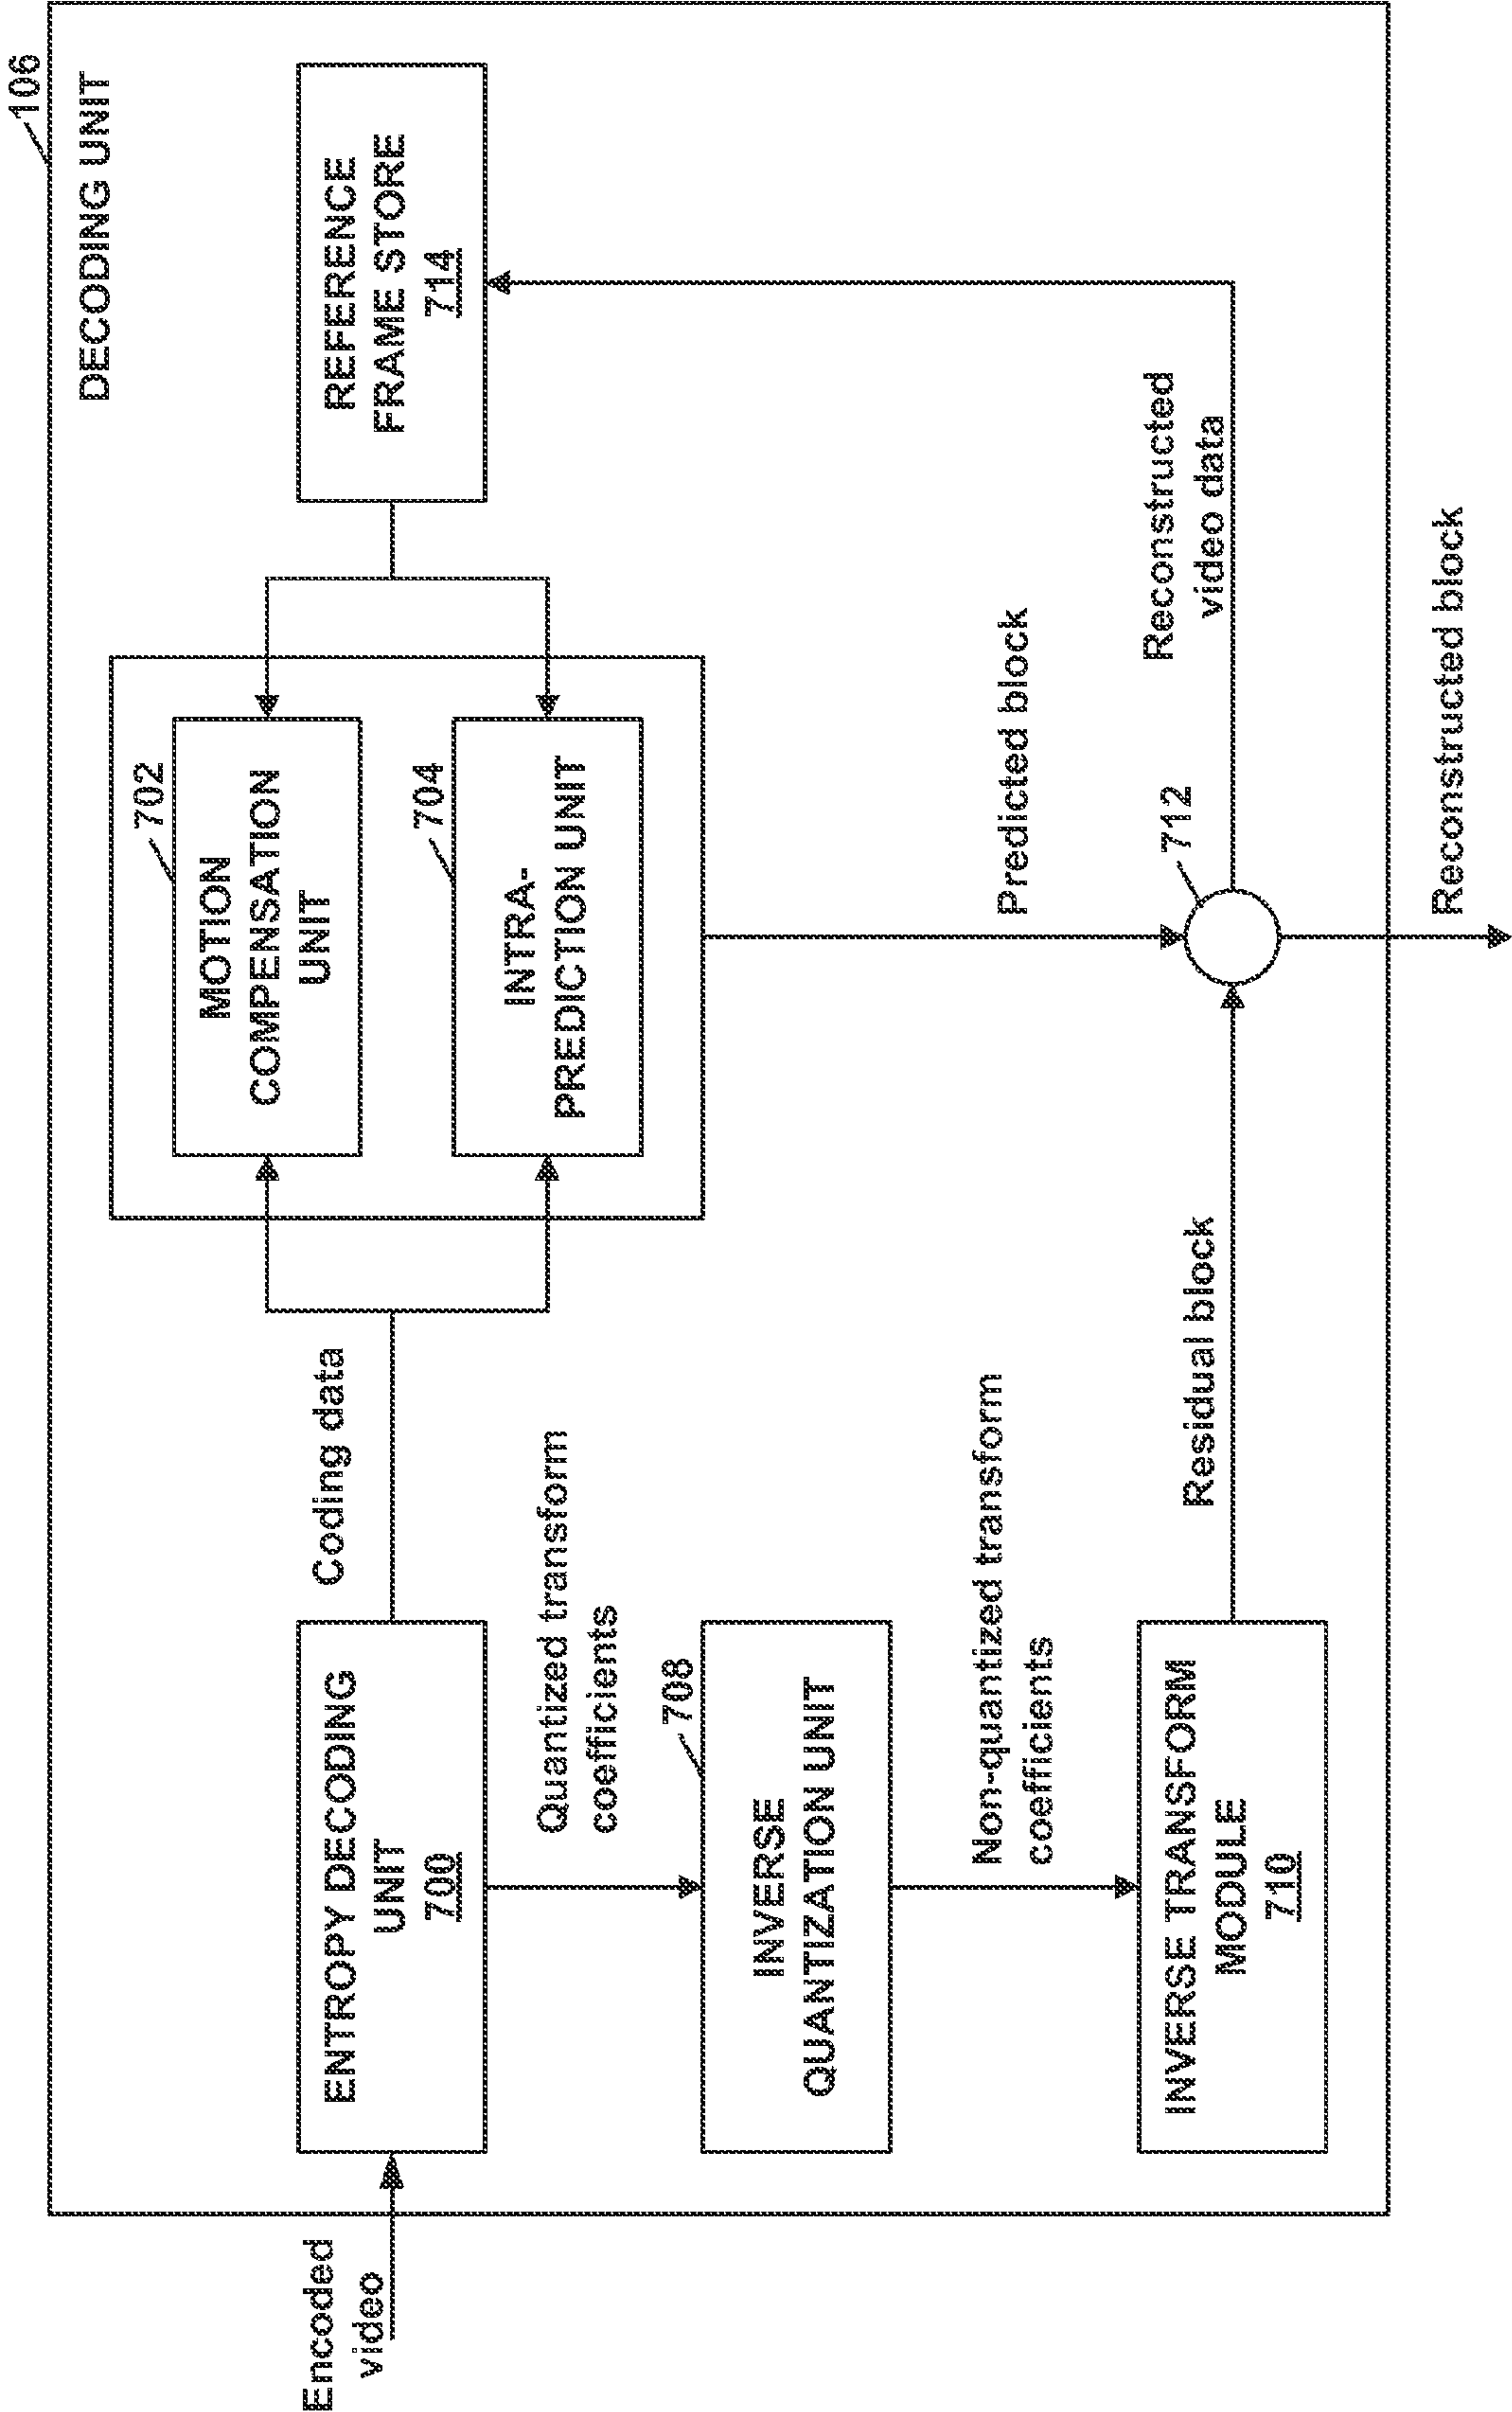 106
DECODING UNIT
Encoded
video
ENTROPY DECODING
UNIT
700
Coding data
702
MOTION
COMPENSATION
UNIT
704
INTRA-
PREDICTION UNIT
REFERENCE
FRAME STORE
714
Quantized transform
coefficients
708
INVERSE
QUANTIZATION UNIT
Non-quantized transform
coefficients
INVERSE TRANSFORM
MODULE
710
Residual block
Predicted block
712
Reconstructed
video data
Reconstructed block